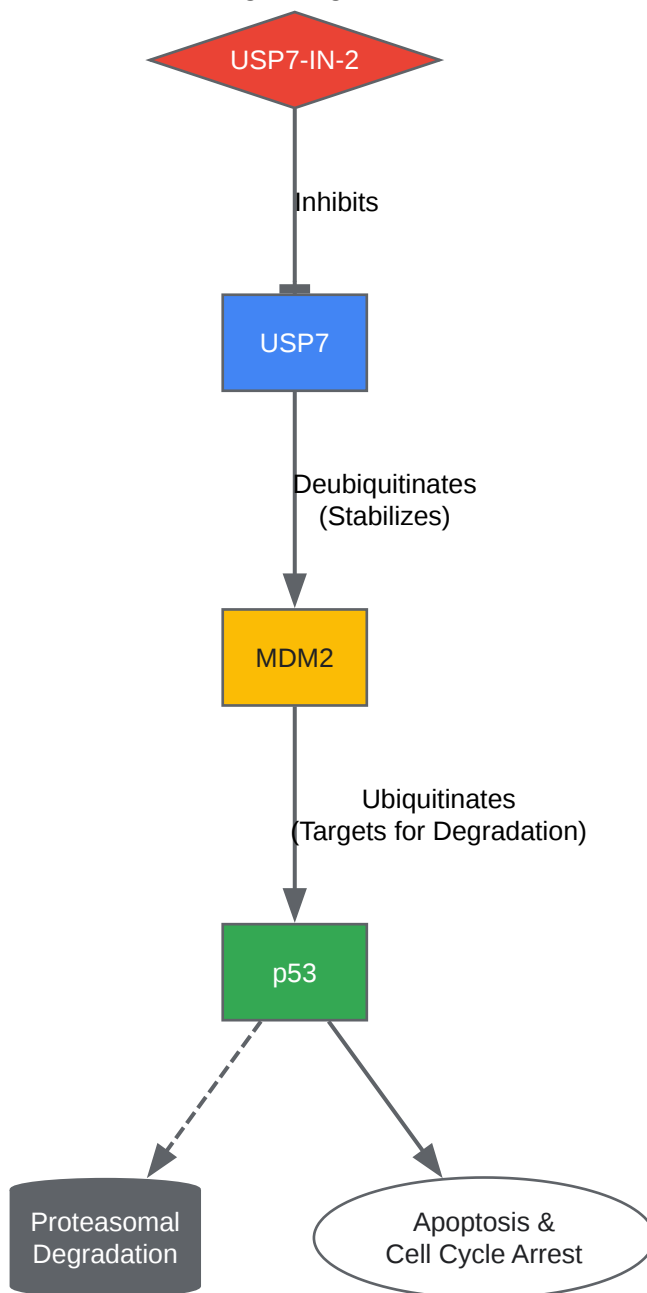 USP7-IN-2
Inhibits
USP7
Deubiquitinates
(Stabilizes)
MDM2
Ubiquitinates
(Targets for Degradation)
p53
Proteasomal
Degradation
Apoptosis &
Cell Cycle Arrest